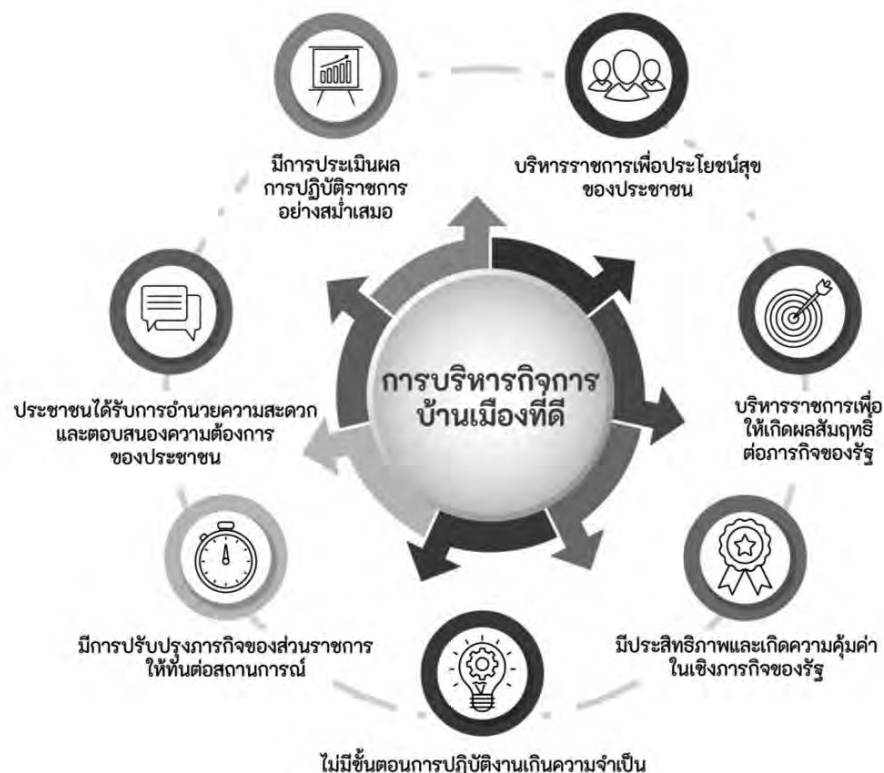 การบริหารกิจการ
บ้านเมืองที่ดี
บริหารราชการเพื่อประโยชน์สุข
ของประชาชน
บริหารราชการเพื่อ
ให้เกิดผลสัมฤทธิ์
ต่อภารกิจของรัฐ
มีประสิทธิภาพและเกิดความคุ้มค่า
ในเชิงภารกิจของรัฐ
ไม่มีขั้นตอนการปฏิบัติงานเกินความจำเป็น
มีการปรับปรุงภารกิจของส่วนราชการ
ให้ทันต่อสถานการณ์
ประชาชนได้รับการอำนวยความสะดวก
และตอบสนองความต้องการ
ของประชาชน
มีการประเมินผล
การปฏิบัติราชการ
อย่างสม่ำเสมอ